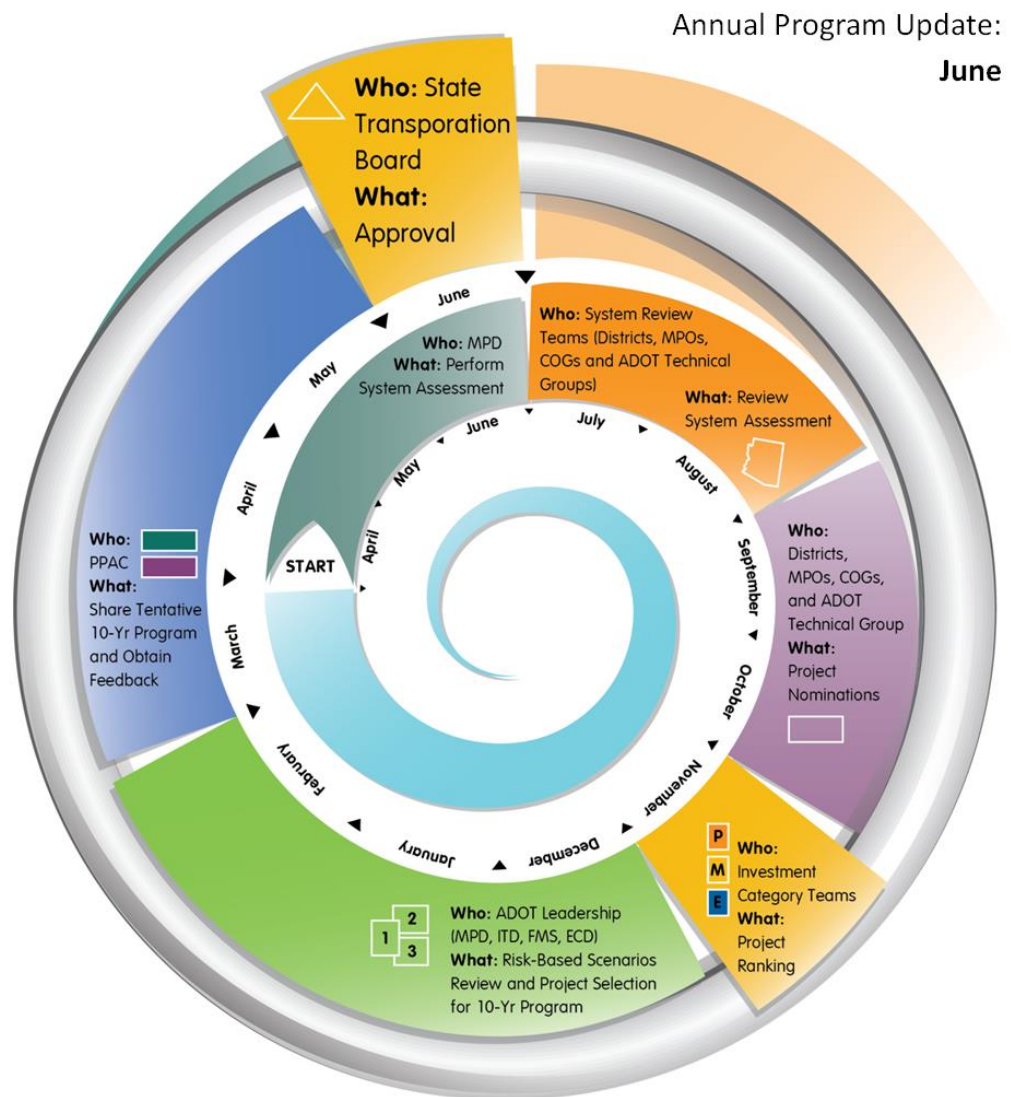 Annual Program Update:
June
Who: State
Transporation
Board
What:
Approval
June
Who: MPD
What: Perform
System Assessment
Who: System Review
Teams (Districts, MPOs,
COGs and ADOT Technical
Groups)
What: Review
System Assessment
May
April
March
February
January
December
November
October
September
August
July
June
May
April
START
Who:
Districts,
MPOs, COGs,
and ADOT
Technical Group
What:
Project
Nominations
P
M
E
Who:
Investment
Category Teams
What:
Project
Ranking
1
2
3
Who: ADOT Leadership
(MPD, ITD, FMS, ECD)
What: Risk-Based Scenarios
Review and Project Selection
for 10-Yr Program
Who:
PPAC
What:
Share Tentative
10-Yr Program
and Obtain
Feedback